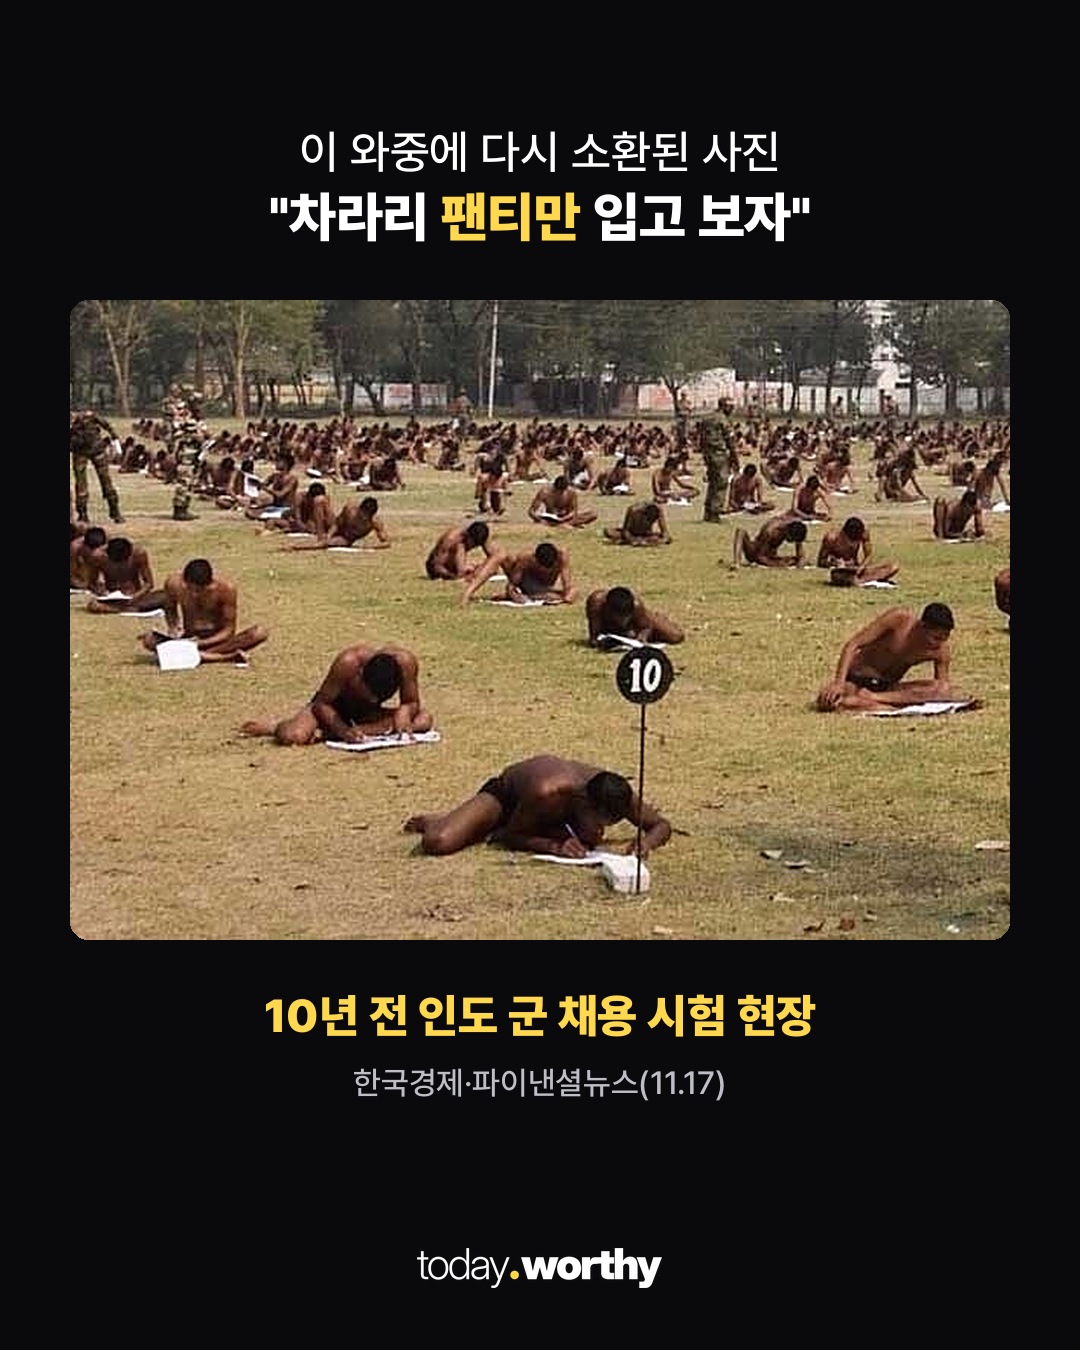 이 와중에 다시 소환된 사진
"차라리 팬티만 입고 보자"
10
10년 전 인도 군 채용 시험 현장
한국경제·파이낸셜뉴스(11.17)
today.worthy